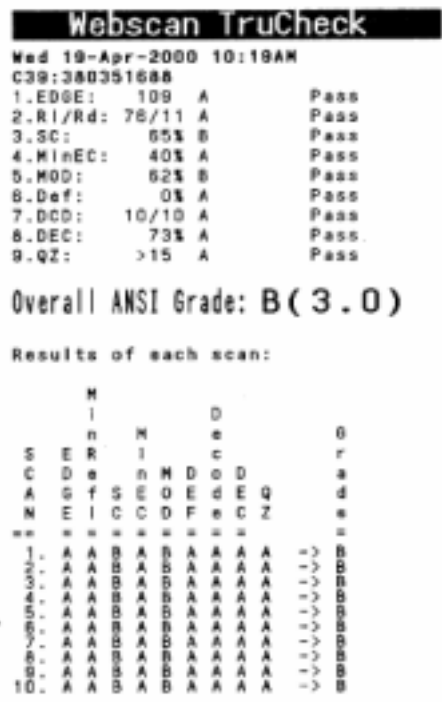 Webscan TruCheck
Wed 19-Apr-2000 10:19AM
C39:380351688
1.EDGE: 109 A Pass
2.Rl/Rd: 76/11 A Pass
3.SC: 65% B
4.MinEC: 40% A Pass
5.MOD: 62% B
6.Def: 0% A Pass
7.DCD: 10/10 A Pass
8.DEC: 73% A Pass
9.QZ: >15 A Pass
Overall ANSI Grade: B(3.0)
Results of each scan:
M
i D
n M e G
S E R i c r
C D e n M D o D a
A G f S E O E d E Q d
N E l C C D F e C Z e
== = = = = = = = = =
1. A A B A B A A A A -> B
2. A A B A B A A A A -> B
3. A A B A B A A A A -> B
4. A A B A B A A A A -> B
5. A A B A B A A A A -> B
6. A A B A B A A A A -> B
7. A A B A B A A A A -> B
8. A A B A B A A A A -> B
9. A A B A B A A A A -> B
10. A A B A B A A A A -> B